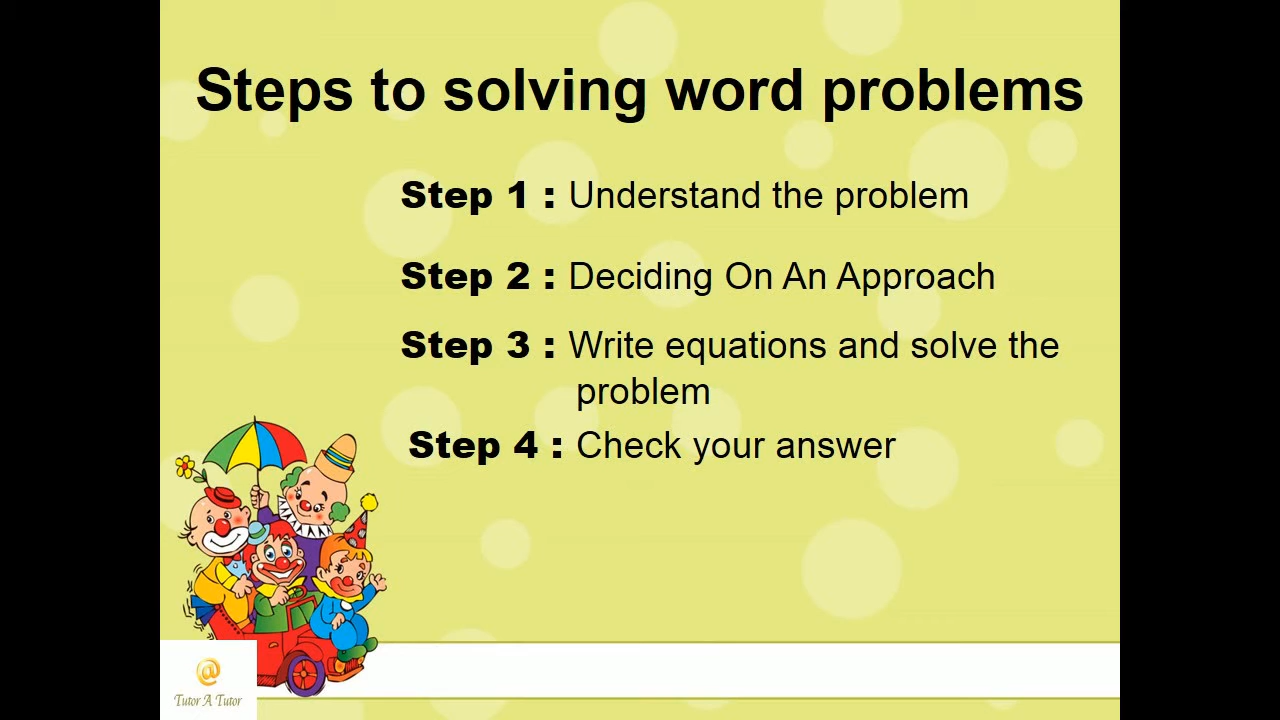 Steps to solving word problems
Step 1 : Understand the problem
Step 2 : Deciding On An Approach
Step 3 : Write equations and solve the
problem
Step 4 : Check your answer
@
Tutor A Tutor